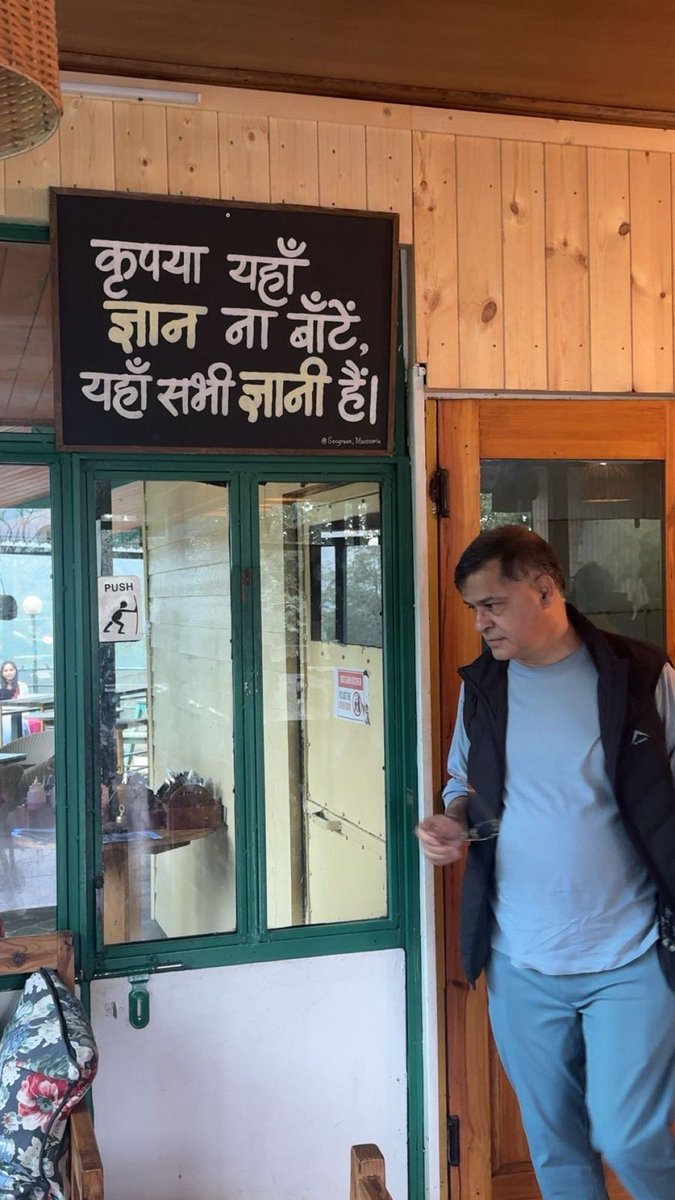 कृपया यहाँ
ज्ञान ना बाँटें,
यहाँ सभी ज्ञानी हैं।
PUSH